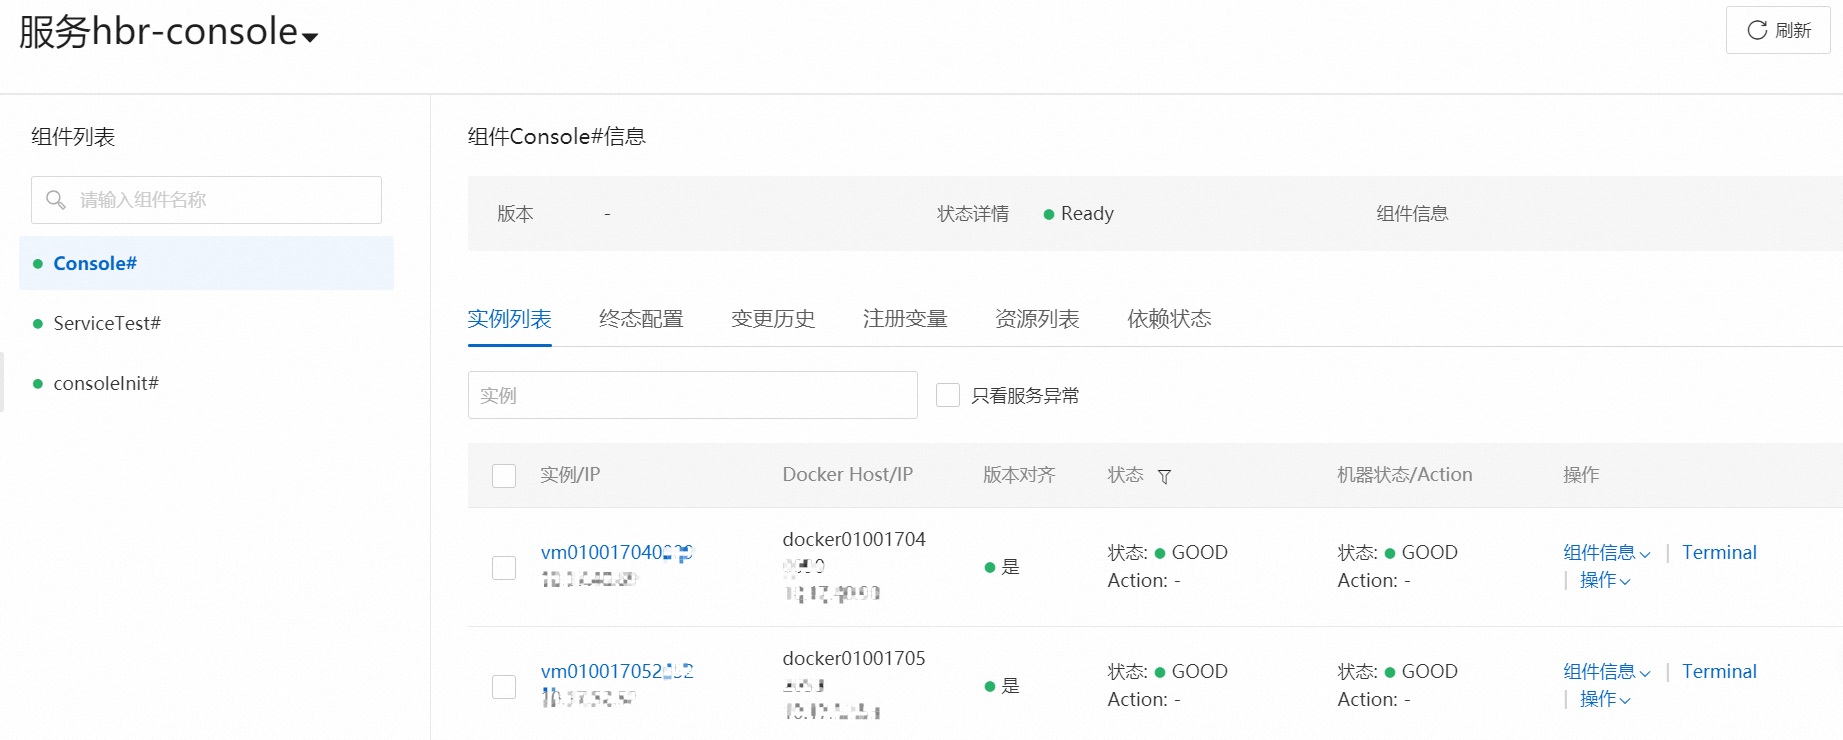 服务hbr-console
刷新
组件列表
请输入组件名称
Console#
ServiceTest#
consoleInit#
组件Console#信息
版本 - 状态详情 Ready 组件信息
实例列表 终态配置 变更历史 注册变量 资源列表 依赖状态
实例 只看服务异常
实例/IP Docker Host/IP 版本对齐 状态 机器状态/Action 操作
vm010017040 docker01001704 是 状态: GOOD 状态: GOOD 组件信息 | Terminal
Action: - Action: - | 操作
vm010017052 docker01001705 是 状态: GOOD 状态: GOOD 组件信息 | Terminal
Action: - Action: - | 操作